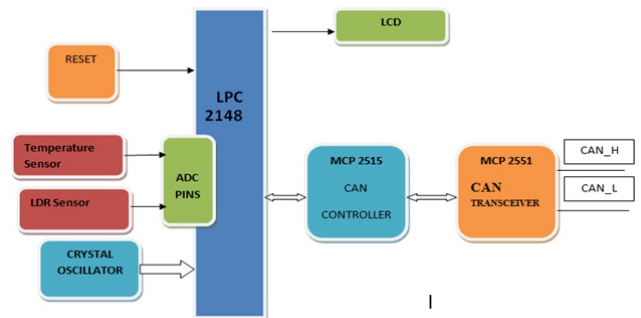 LCD
RESET
LPC
2148
Temperature
Sensor
ADC
PINS
LDR Sensor
CRYSTAL
OSCILLATOR
MCP 2515
CAN
CONTROLLER
MCP 2551
CAN
TRANSCEIVER
CAN_H
CAN_L